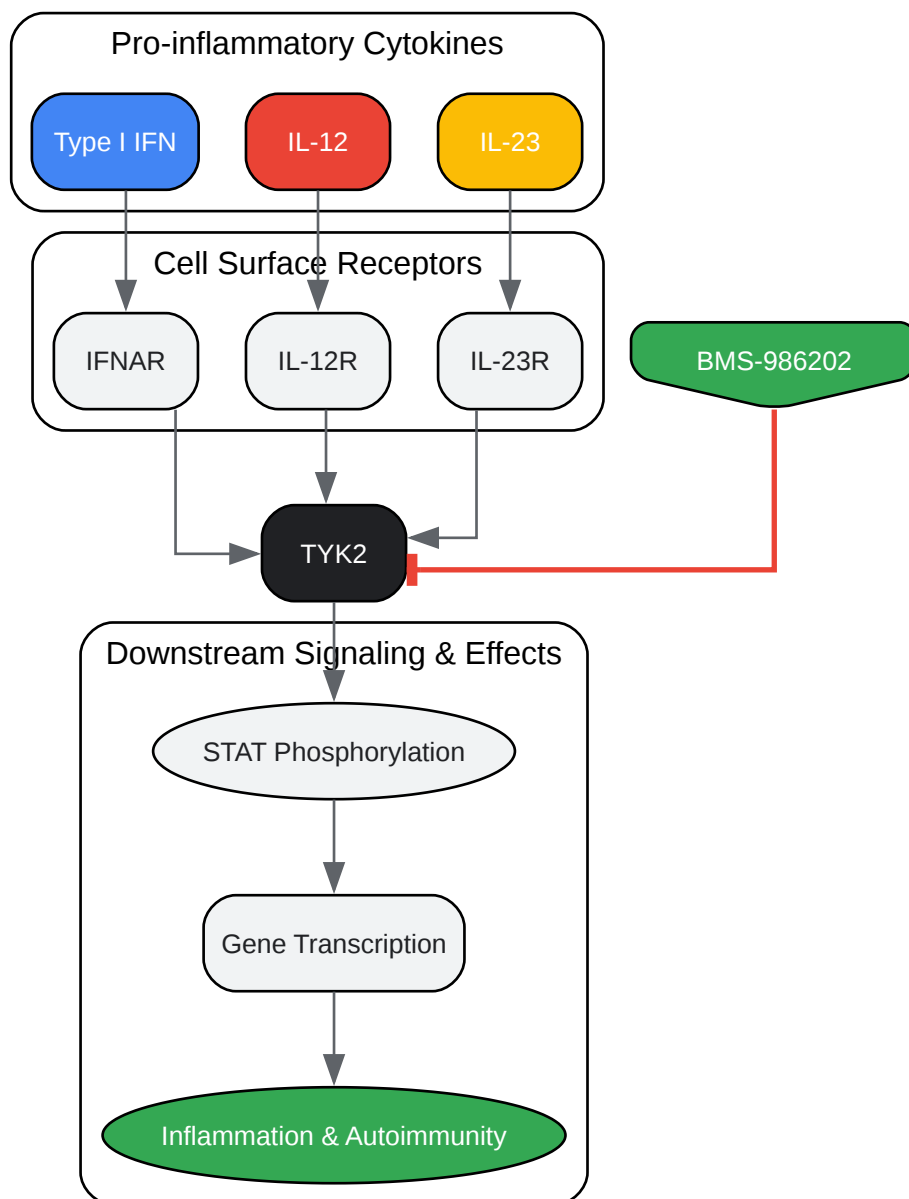 Pro-inflammatory Cytokines
Type I IFN
IL-12
IL-23
Cell Surface Receptors
IFNAR
IL-12R
IL-23R
BMS-986202
TYK2
Downstream Signaling & Effects
STAT Phosphorylation
Gene Transcription
Inflammation & Autoimmunity